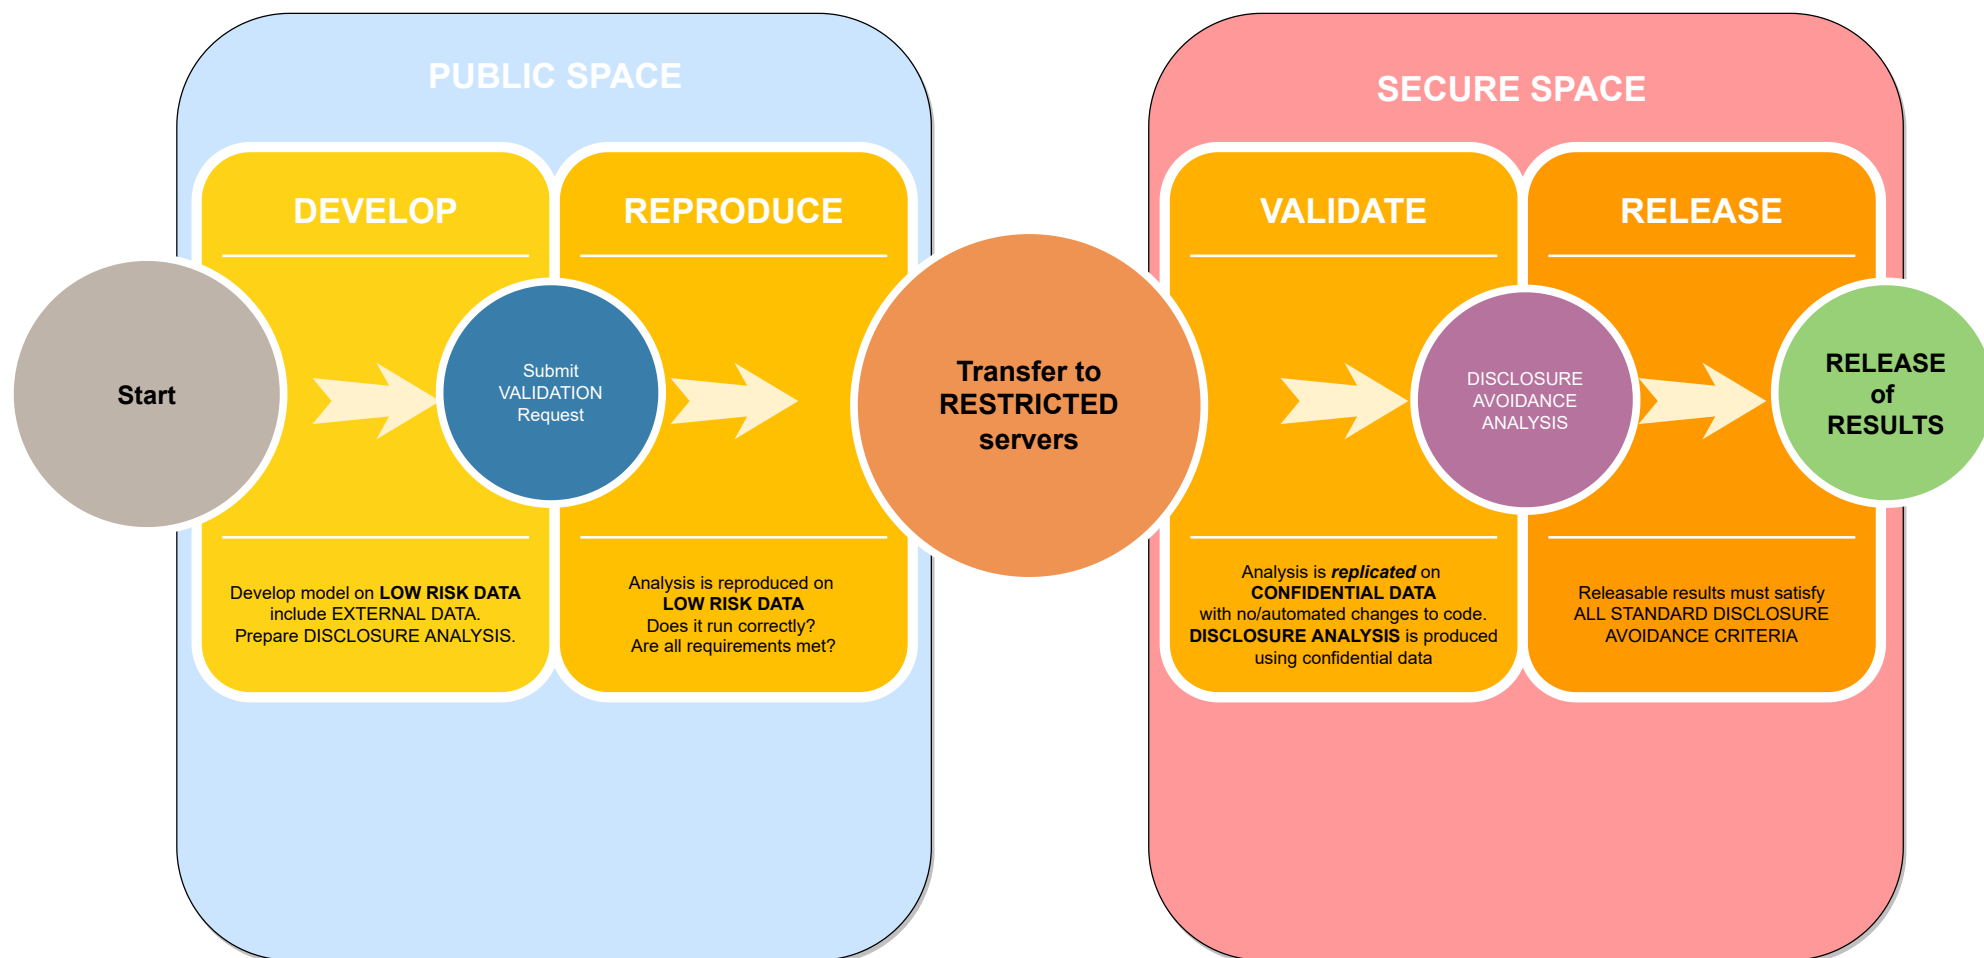 PUBLIC SPACE
SECURE SPACE
DEVELOP
REPRODUCE
VALIDATE
RELEASE
Start
Submit
VALIDATION
Request
Transfer to
RESTRICTED
servers
DISCLOSURE
AVOIDANCE
ANALYSIS
RELEASE
of
RESULTS
Develop model on LOW RISK DATA
include EXTERNAL DATA.
Prepare DISCLOSURE ANALYSIS.
Analysis is reproduced on
LOW RISK DATA
Does it run correctly?
Are all requirements met?
Analysis is replicated on
CONFIDENTIAL DATA
with no/automated changes to code.
DISCLOSURE ANALYSIS is produced
using confidential data
Releasable results must satisfy
ALL STANDARD DISCLOSURE
AVOIDANCE CRITERIA